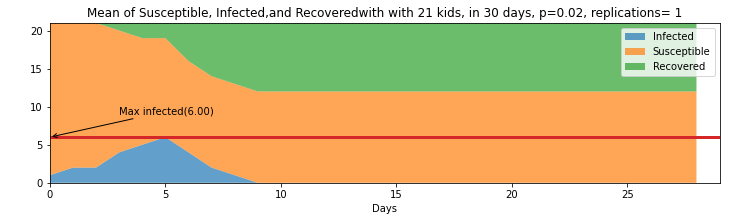 Mean of Susceptible, Infected,and Recoveredwith with 21 kids, in 30 days, p=0.02, replications= 1
20
15
10
5
0
Max infected(6.00)
Infected
Susceptible
Recovered
0 5 10 15 20 25
Days